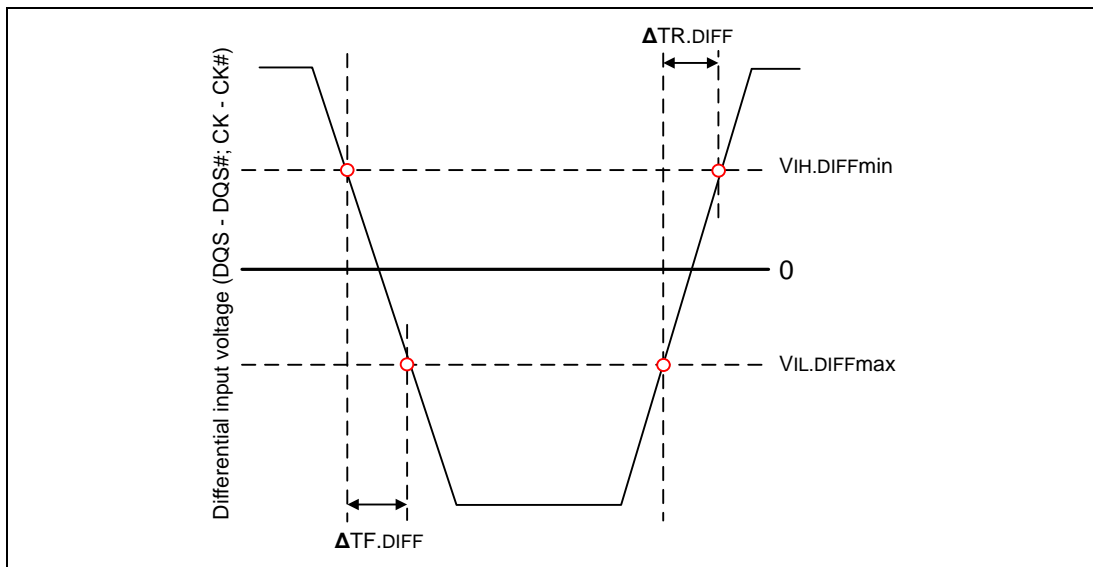 Differential input voltage (DQS - DQS#; CK - CK#)
ΔTR.DIFF
VIH.DIFFmin
0
VIL.DIFFmax
ΔTF.DIFF